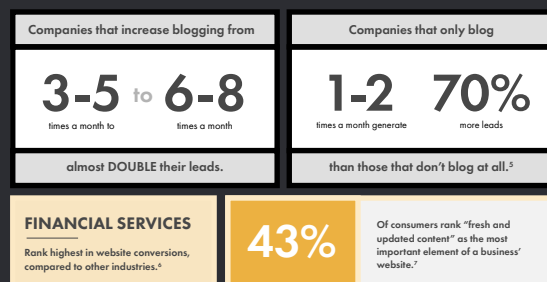 Companies that increase blogging from
3-5 to 6-8
times a month to times a month
almost DOUBLE their leads.
Companies that only blog
1-2 70%
times a month generate more leads
than those that don't blog at all.⁵
FINANCIAL SERVICES
Rank highest in website conversions,
compared to other industries.⁶
43%
Of consumers rank “fresh and
updated content” as the most
important element of a business’
website.⁷